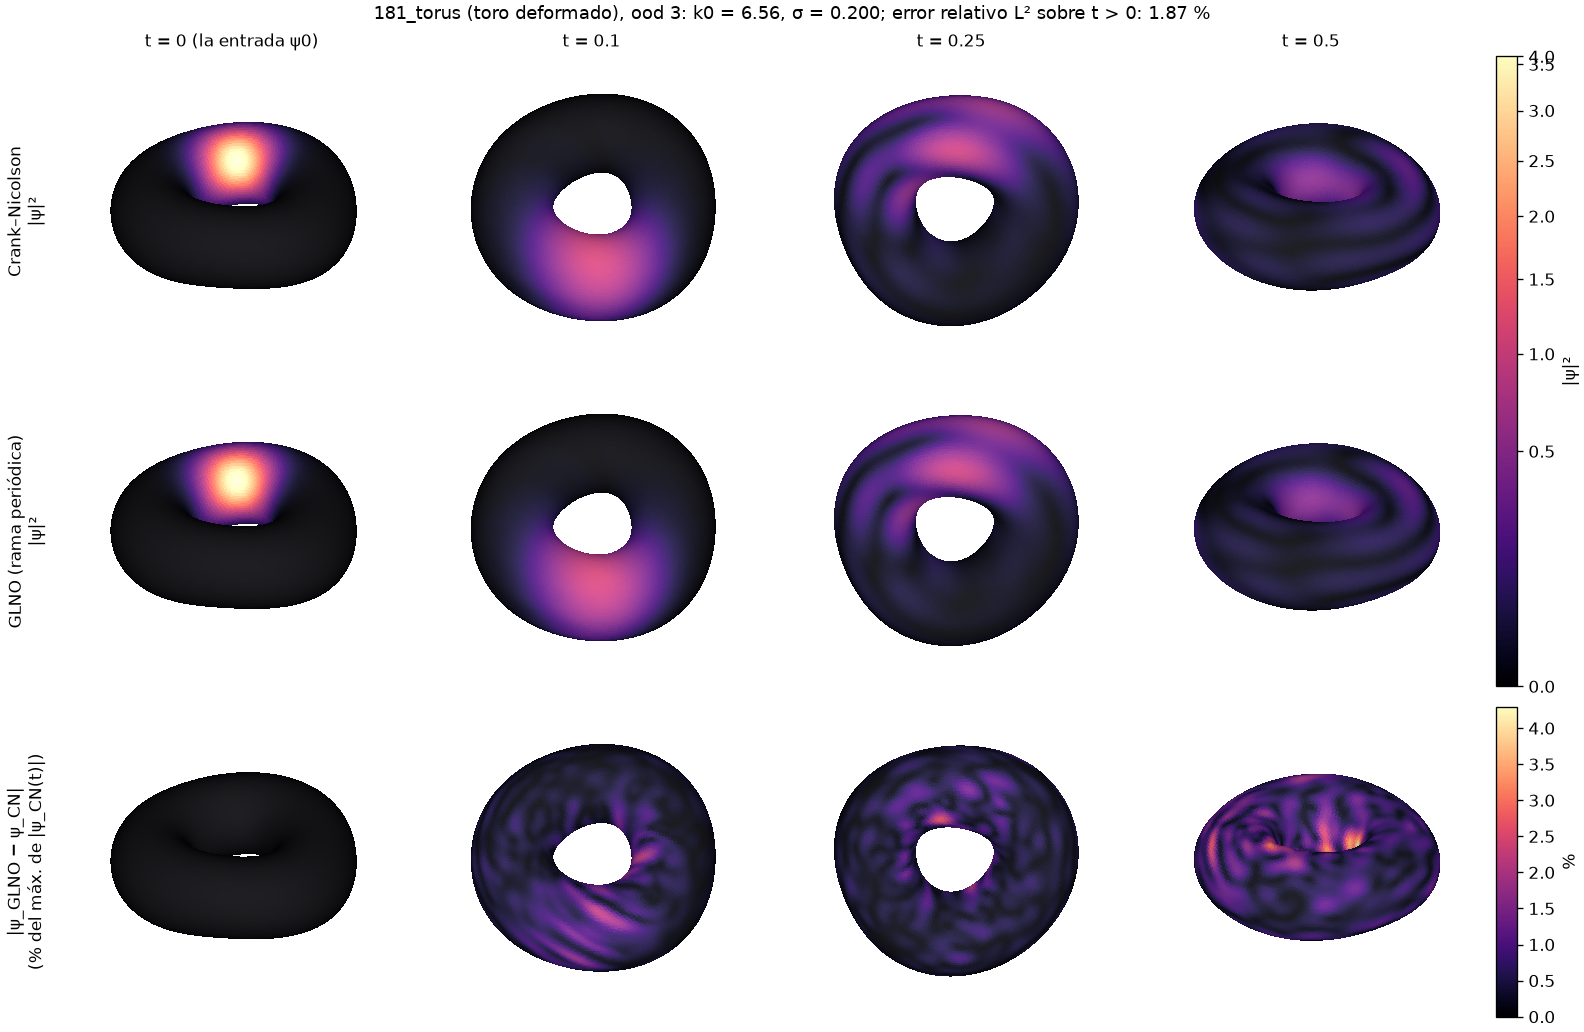 181_torus (toro deformado), ood 3: k0 = 6.56, σ = 0.200; error relativo L² sobre t > 0: 1.87 %
t = 0 (la entrada ψ0)
t = 0.1
t = 0.25
t = 0.5
Crank–Nicolson
|ψ|²
4.0
3.5
3.0
2.5
2.0
1.5
1.0
0.5
0.0
|ψ|²
GLNO (rama periódica)
|ψ|²
|ψ_GLNO − ψ_CN|
(% del máx. de |ψ_CN(t)|)
4.0
3.5
3.0
2.5
2.0
1.5
1.0
0.5
0.0
%